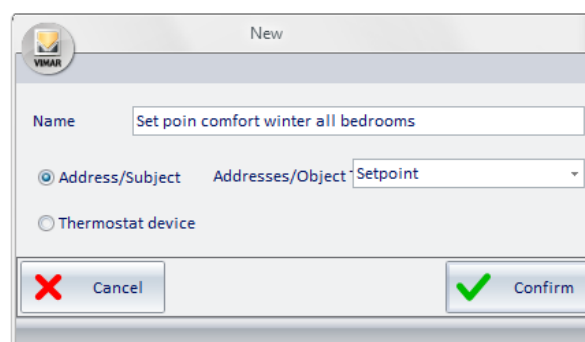 New
VIMAR
Name Set poin comfort winter all bedrooms
Address/Subject Addresses/Object Setpoint
Thermostat device
Cancel Confirm